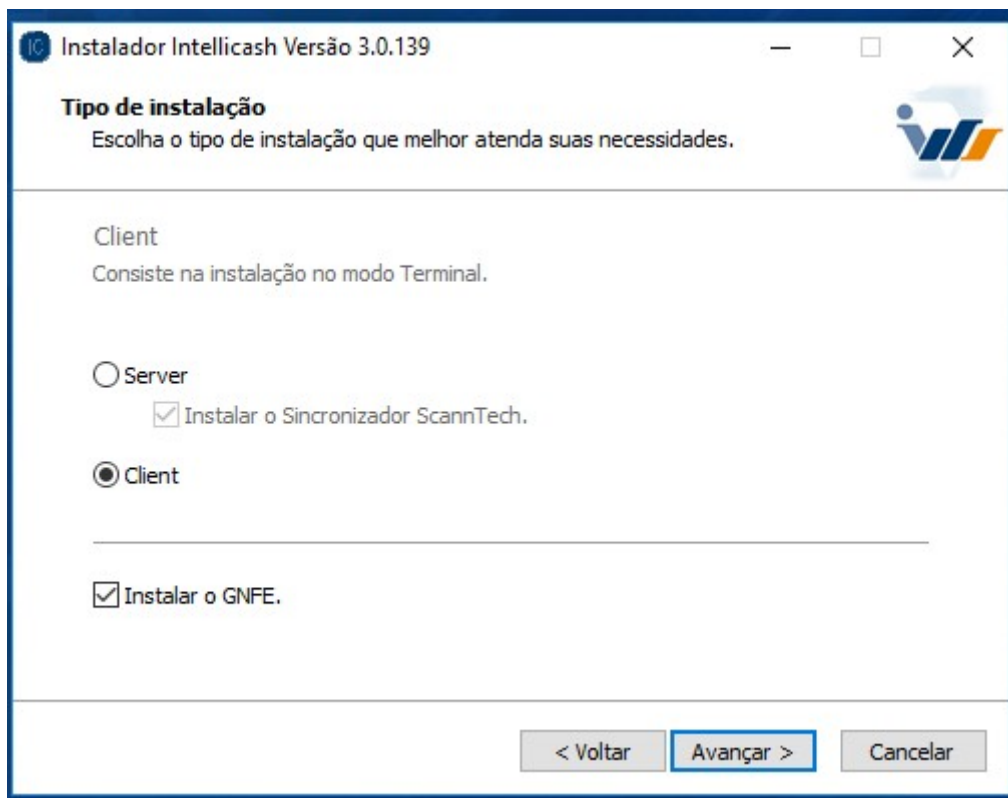 IC Instalador Intellicash Versão 3.0.139
Tipo de instalação
Escolha o tipo de instalação que melhor atenda suas necessidades.
Client
Consiste na instalação no modo Terminal.
Server
Instalar o Sincronizador ScannTech.
Client
Instalar o GNFE.
< Voltar Avançar > Cancelar